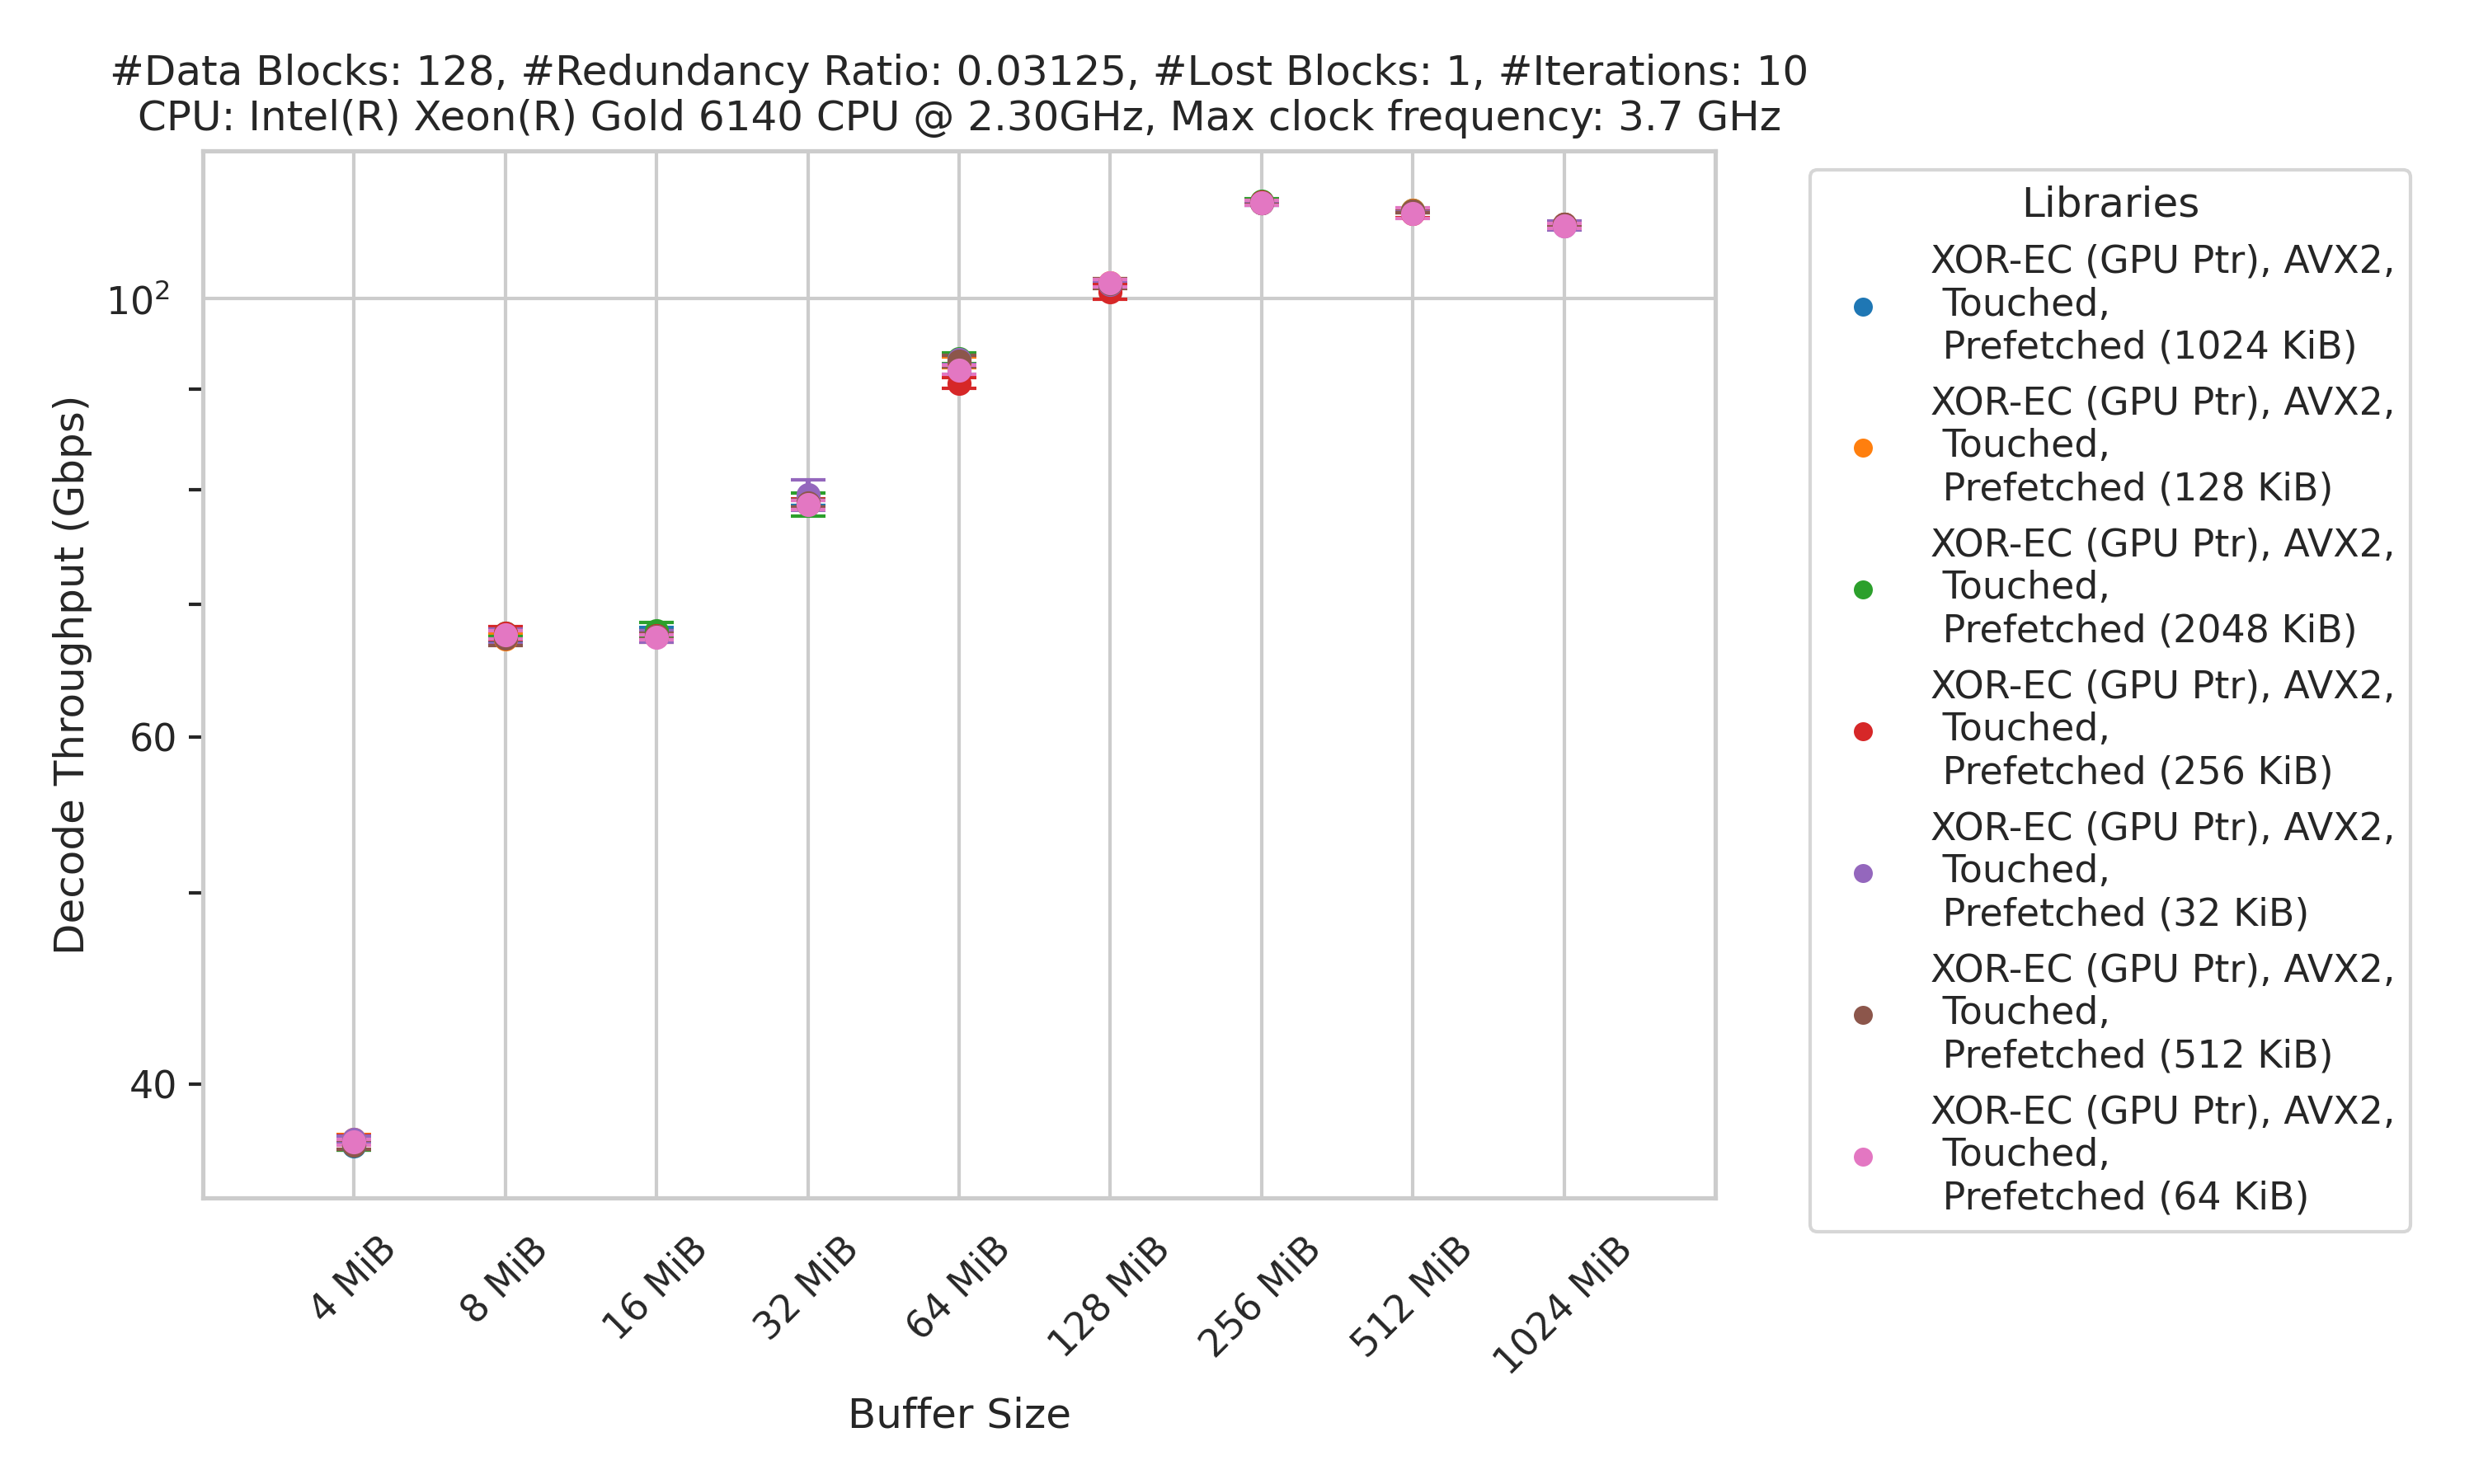 #Data Blocks: 128, #Redundancy Ratio: 0.03125, #Lost Blocks: 1, #Iterations: 10
CPU: Intel(R) Xeon(R) Gold 6140 CPU @ 2.30GHz, Max clock frequency: 3.7 GHz
Decode Throughput (Gbps)
10²
60
40
4 MiB
8 MiB
16 MiB
32 MiB
64 MiB
128 MiB
256 MiB
512 MiB
1024 MiB
Buffer Size
Libraries
XOR-EC (GPU Ptr), AVX2,
Touched,
Prefetched (1024 KiB)
XOR-EC (GPU Ptr), AVX2,
Touched,
Prefetched (128 KiB)
XOR-EC (GPU Ptr), AVX2,
Touched,
Prefetched (2048 KiB)
XOR-EC (GPU Ptr), AVX2,
Touched,
Prefetched (256 KiB)
XOR-EC (GPU Ptr), AVX2,
Touched,
Prefetched (32 KiB)
XOR-EC (GPU Ptr), AVX2,
Touched,
Prefetched (512 KiB)
XOR-EC (GPU Ptr), AVX2,
Touched,
Prefetched (64 KiB)